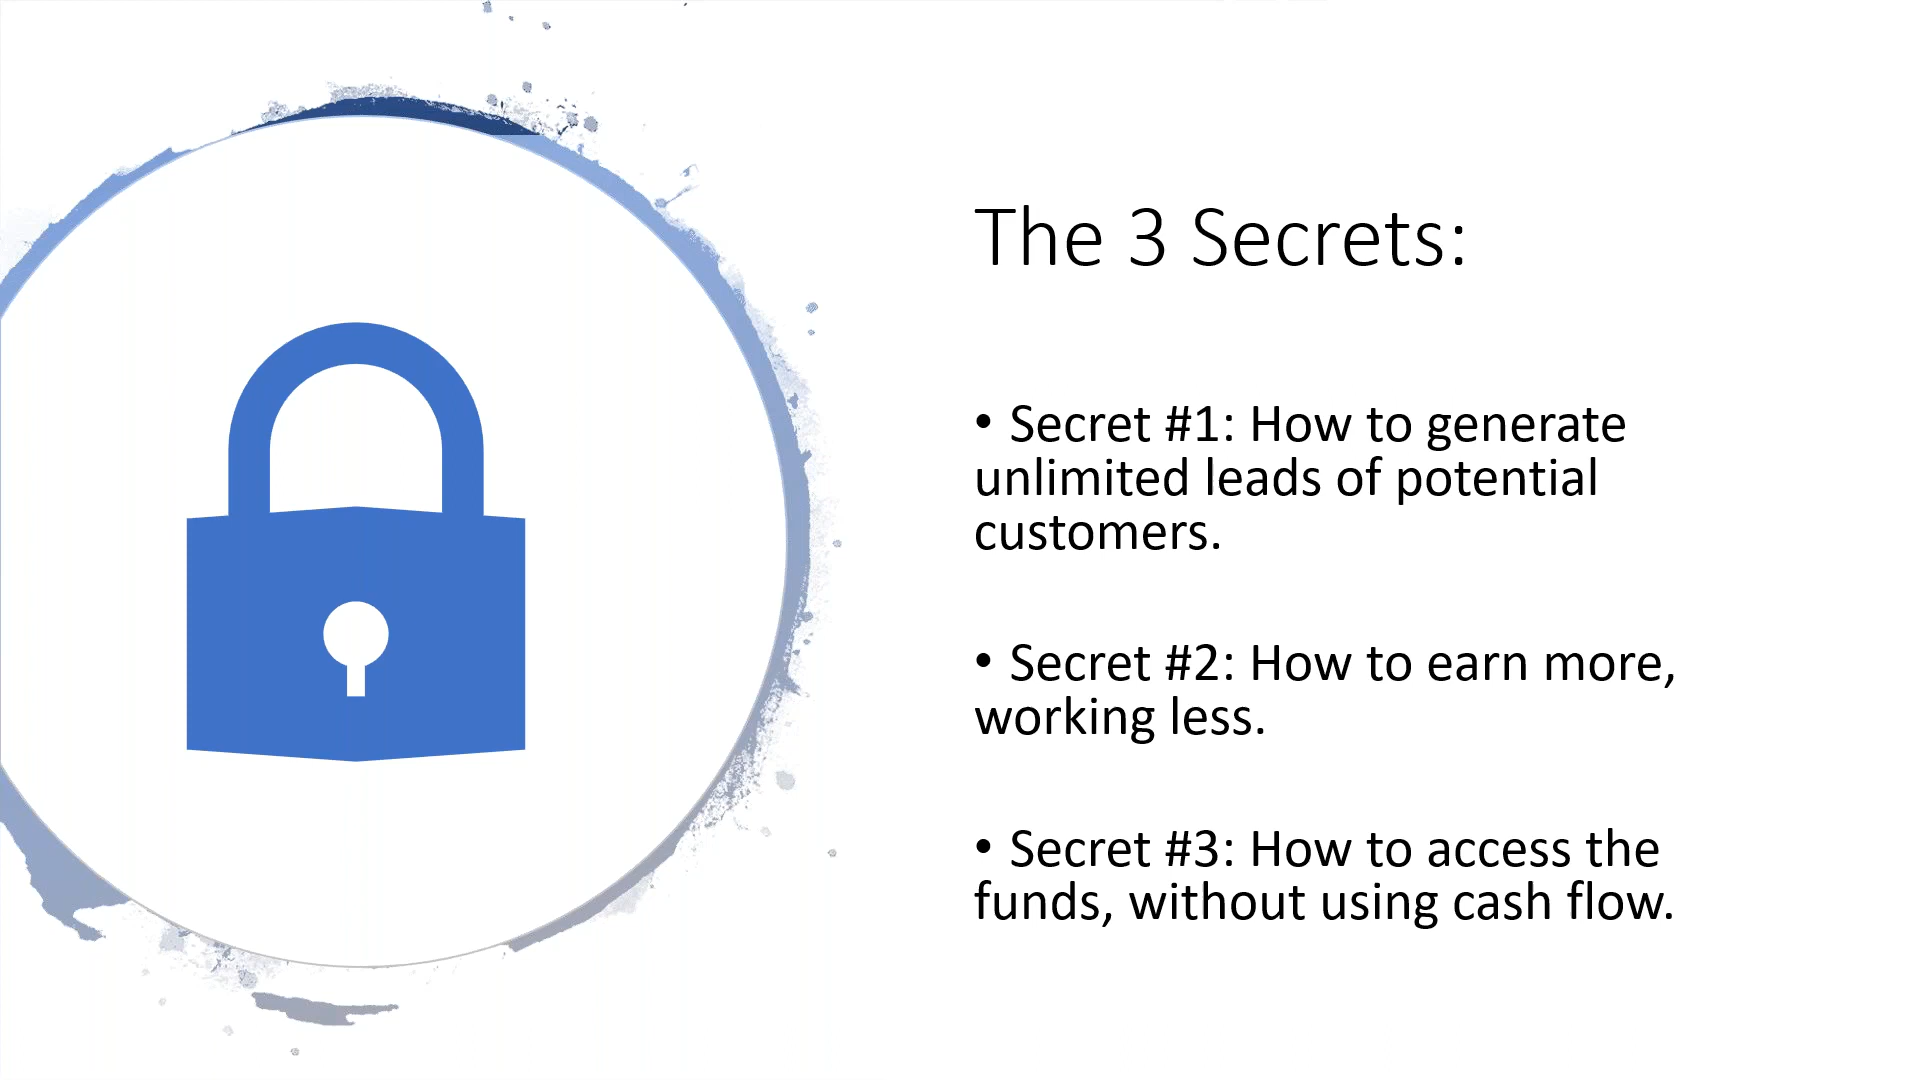 The 3 Secrets:
• Secret #1: How to generate
unlimited leads of potential
customers.
• Secret #2: How to earn more,
working less.
• Secret #3: How to access the
funds, without using cash flow.